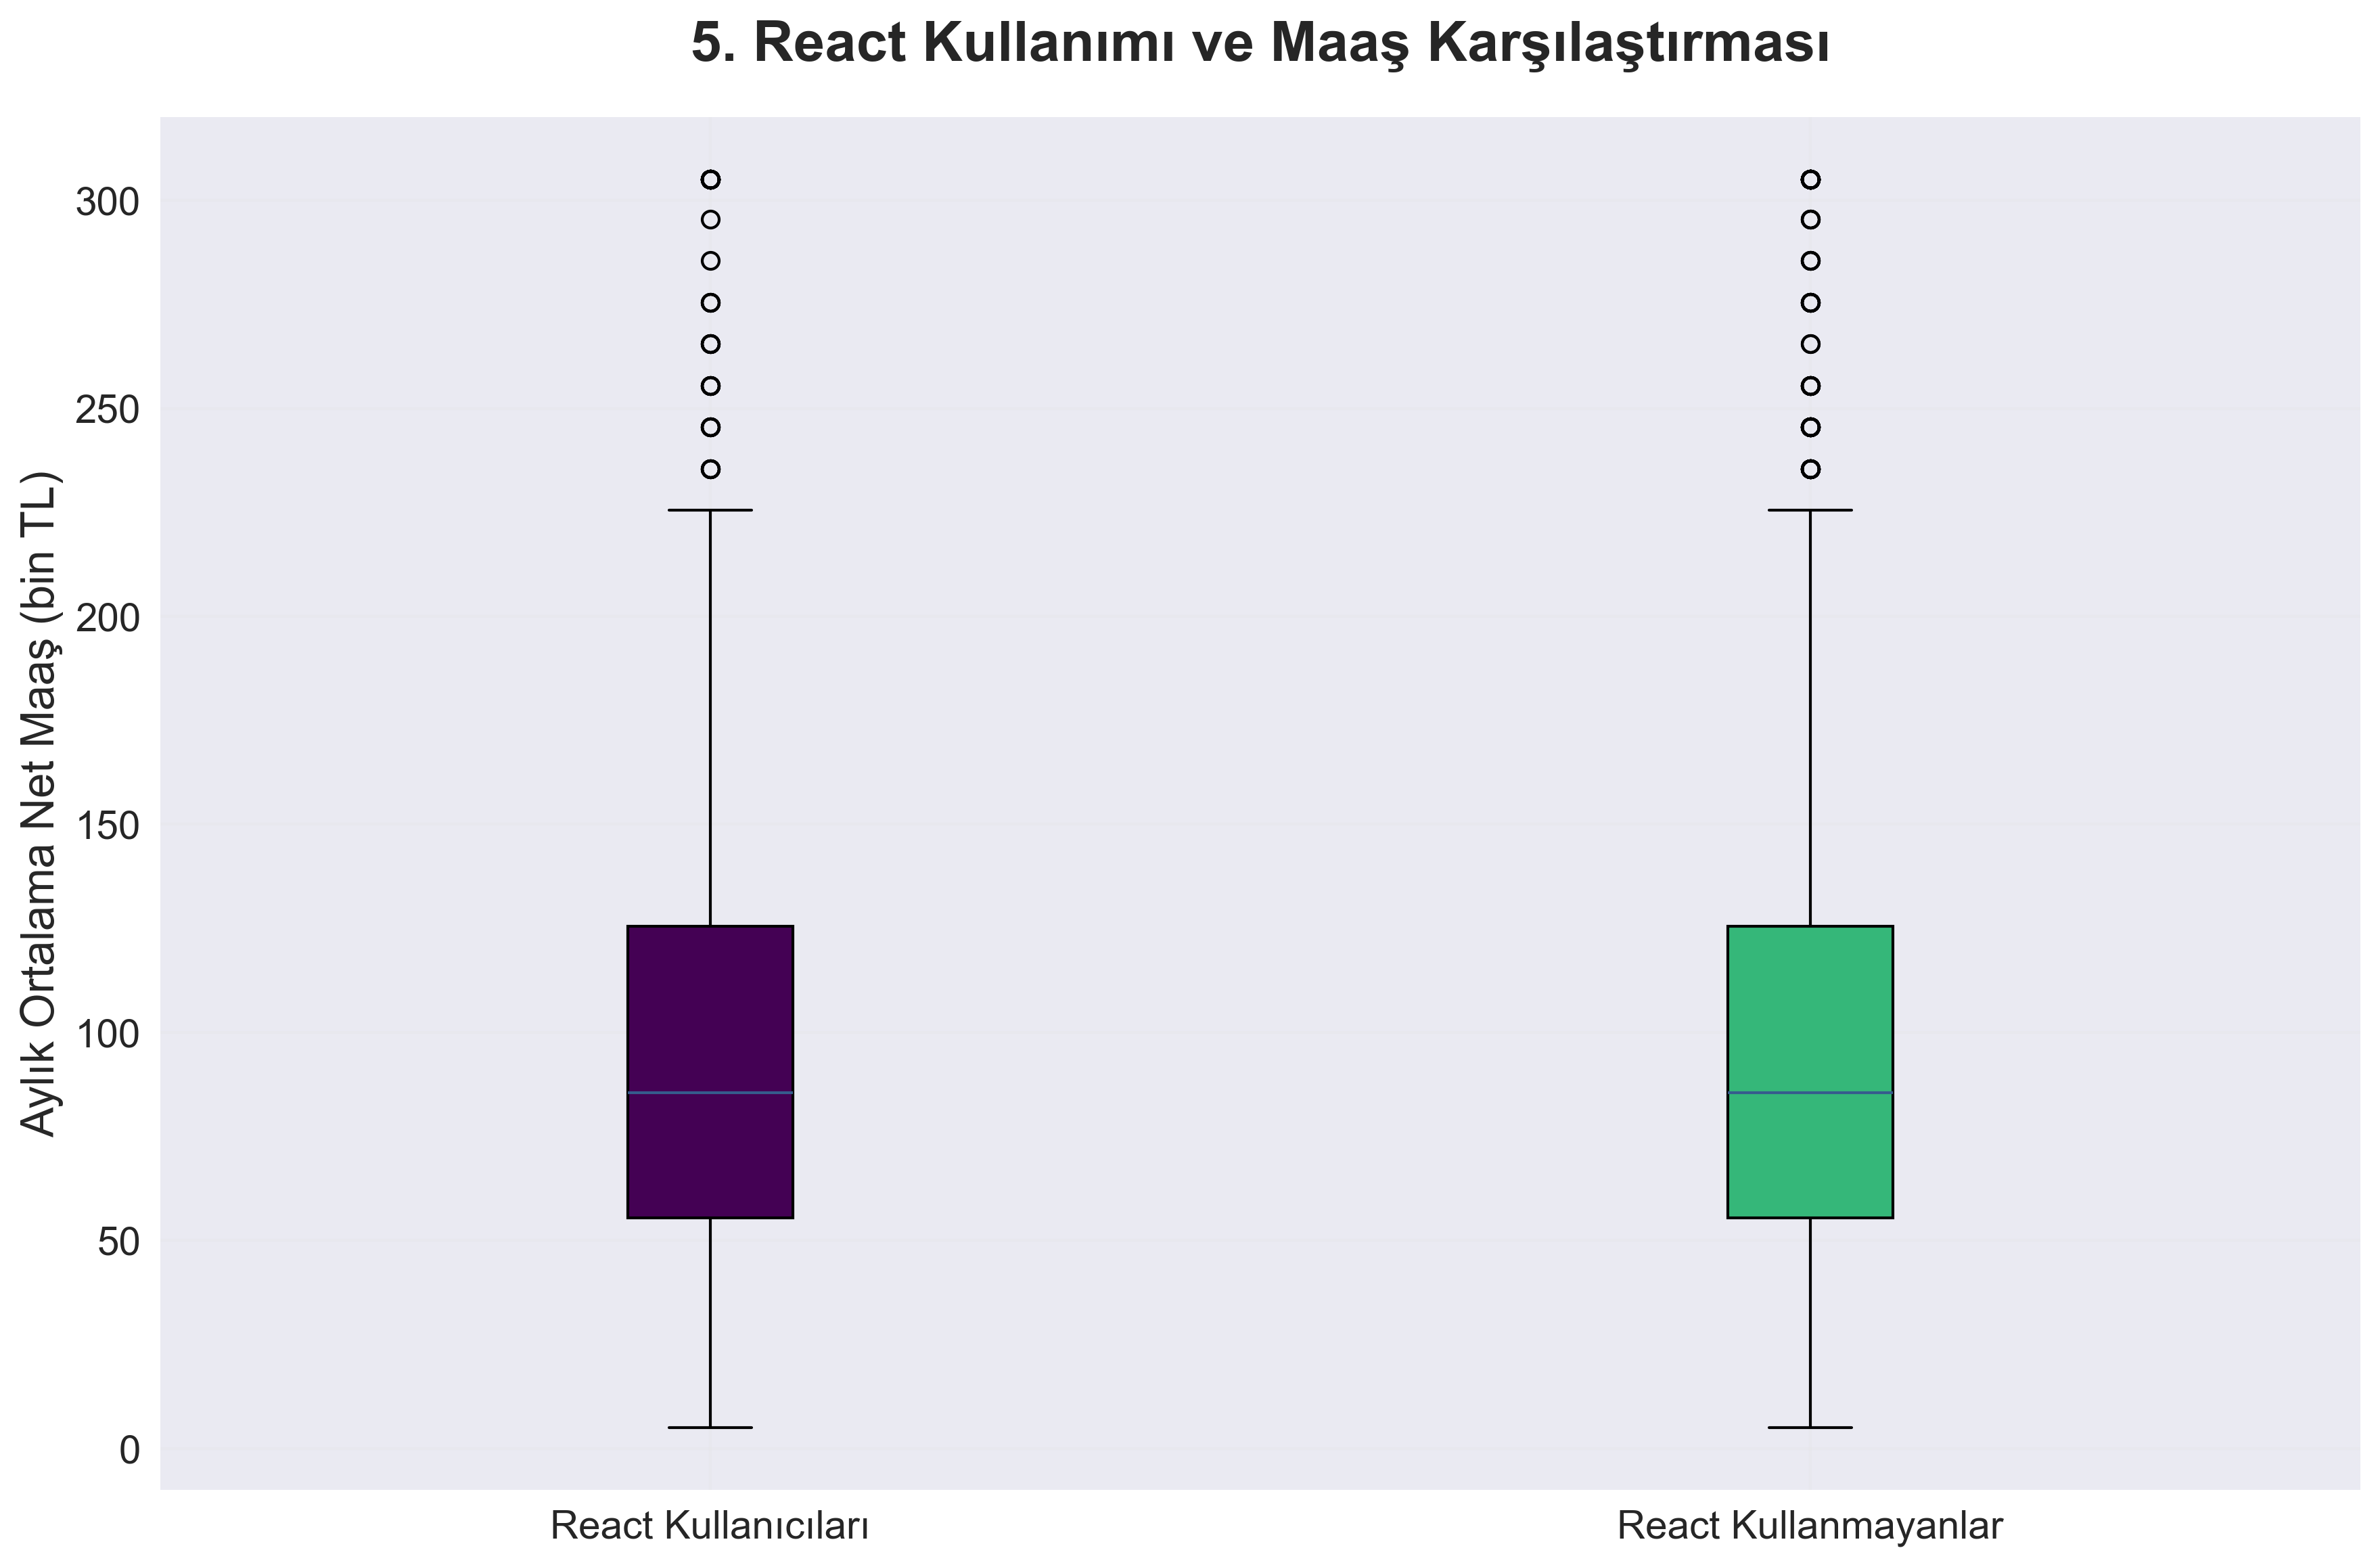 5. React Kullanımı ve Maaş Karşılaştırması
Aylık Ortalama Net Maaş (bin TL)
300
250
200
150
100
50
0
React Kullanıcıları
React Kullanmayanlar